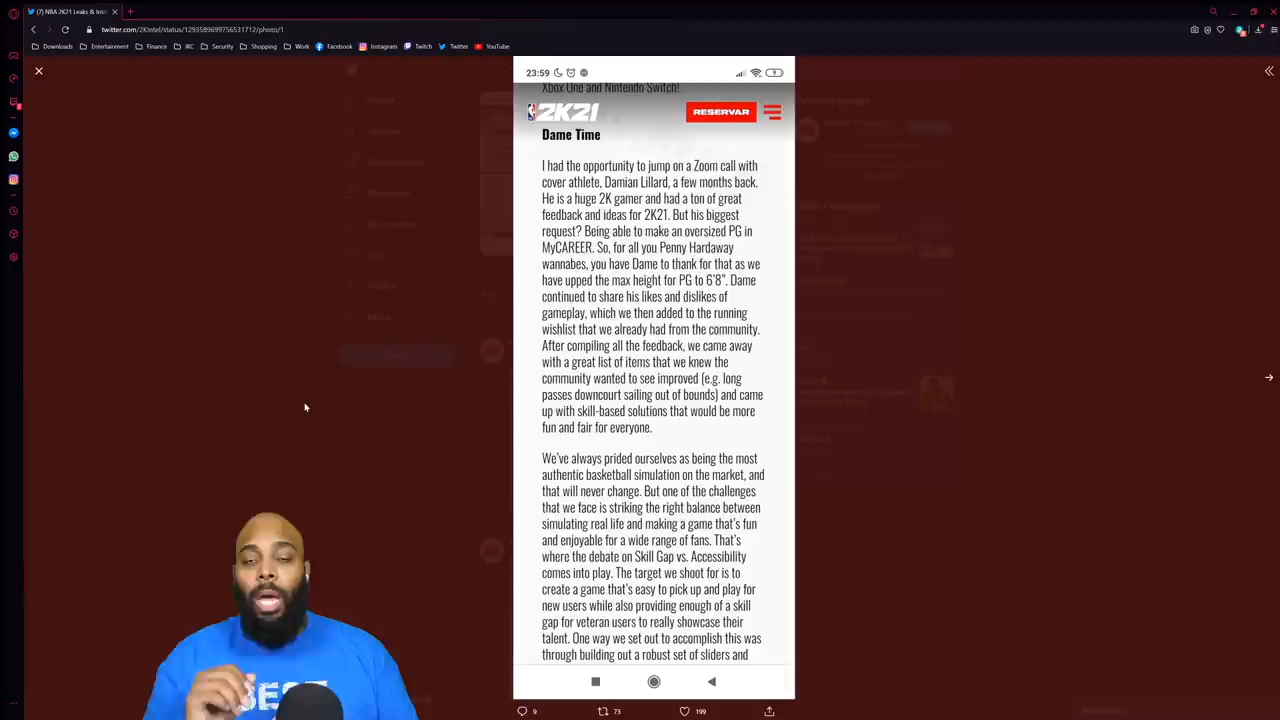 (7) NBA 2K21 Leaks & Intel
twitter.com/2KIntel/status/1293589699756531712/photo/1
Downloads Entertainment Finance IKC Security Shopping Work Facebook Instagram Twitch Twitter YouTube
23:59
Xbox One and Nintendo Switch!
2K21 RESERVAR
Dame Time
I had the opportunity to jump on a Zoom call with
cover athlete, Damian Lillard, a few months back.
He is a huge 2K gamer and had a ton of great
feedback and ideas for 2K21. But his biggest
request? Being able to make an oversized PG in
MyCAREER. So, for all you Penny Hardaway
wannabes, you have Dame to thank for that as we
have upped the max height for PG to 6'8”. Dame
continued to share his likes and dislikes of
gameplay, which we then added to the running
wishlist that we already had from the community.
After compiling all the feedback, we came away
with a great list of items that we knew the
community wanted to see improved (e.g. long
passes downcourt sailing out of bounds) and came
up with skill-based solutions that would be more
fun and fair for everyone.
We've always prided ourselves as being the most
authentic basketball simulation on the market, and
that will never change. But one of the challenges
that we face is striking the right balance between
simulating real life and making a game that's fun
and enjoyable for a wide range of fans. That's
where the debate on Skill Gap vs. Accessibility
comes into play. The target we shoot for is to
create a game that's easy to pick up and play for
new users while also providing enough of a skill
gap for veteran users to really showcase their
talent. One way we set out to accomplish this was
through building out a robust set of sliders and
9 73 199